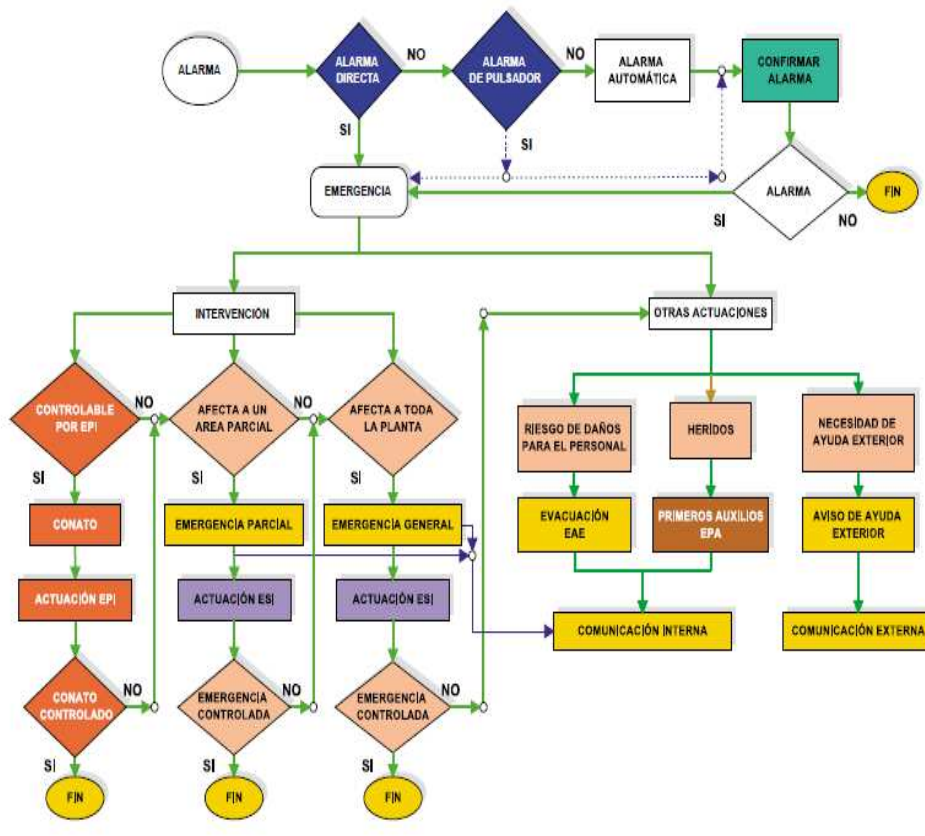 ALARMA
ALARMA
DIRECTA
NO
ALARMA
DE PULSADOR
NO
ALARMA
AUTOMÁTICA
CONFIRMAR
ALARMA
SI
SI
EMERGENCIA
ALARMA
FIN
SI
NO
INTERVENCIÓN
OTRAS ACTUACIONES
CONTROLABLE
POR EPI
NO
AFECTA A UN
AREA PARCIAL
NO
AFECTA A TODA
LA PLANTA
RIESGO DE DAÑOS
PARA EL PERSONAL
HERIDOS
NECESIDAD DE
AYUDA EXTERIOR
SI
SI
SI
CONATO
EMERGENCIA PARCIAL
EMERGENCIA GENERAL
EVACUACIÓN
EAE
PRIMEROS AUXILIOS
EPA
AVISO DE AYUDA
EXTERIOR
ACTUACIÓN EPI
ACTUACIÓN ESI
ACTUACIÓN ESI
COMUNICACIÓN INTERNA
COMUNICACIÓN EXTERNA
CONATO
CONTROLADO
NO
EMERGENCIA
CONTROLADA
NO
EMERGENCIA
CONTROLADA
NO
SI
SI
SI
FIN
FIN
FIN